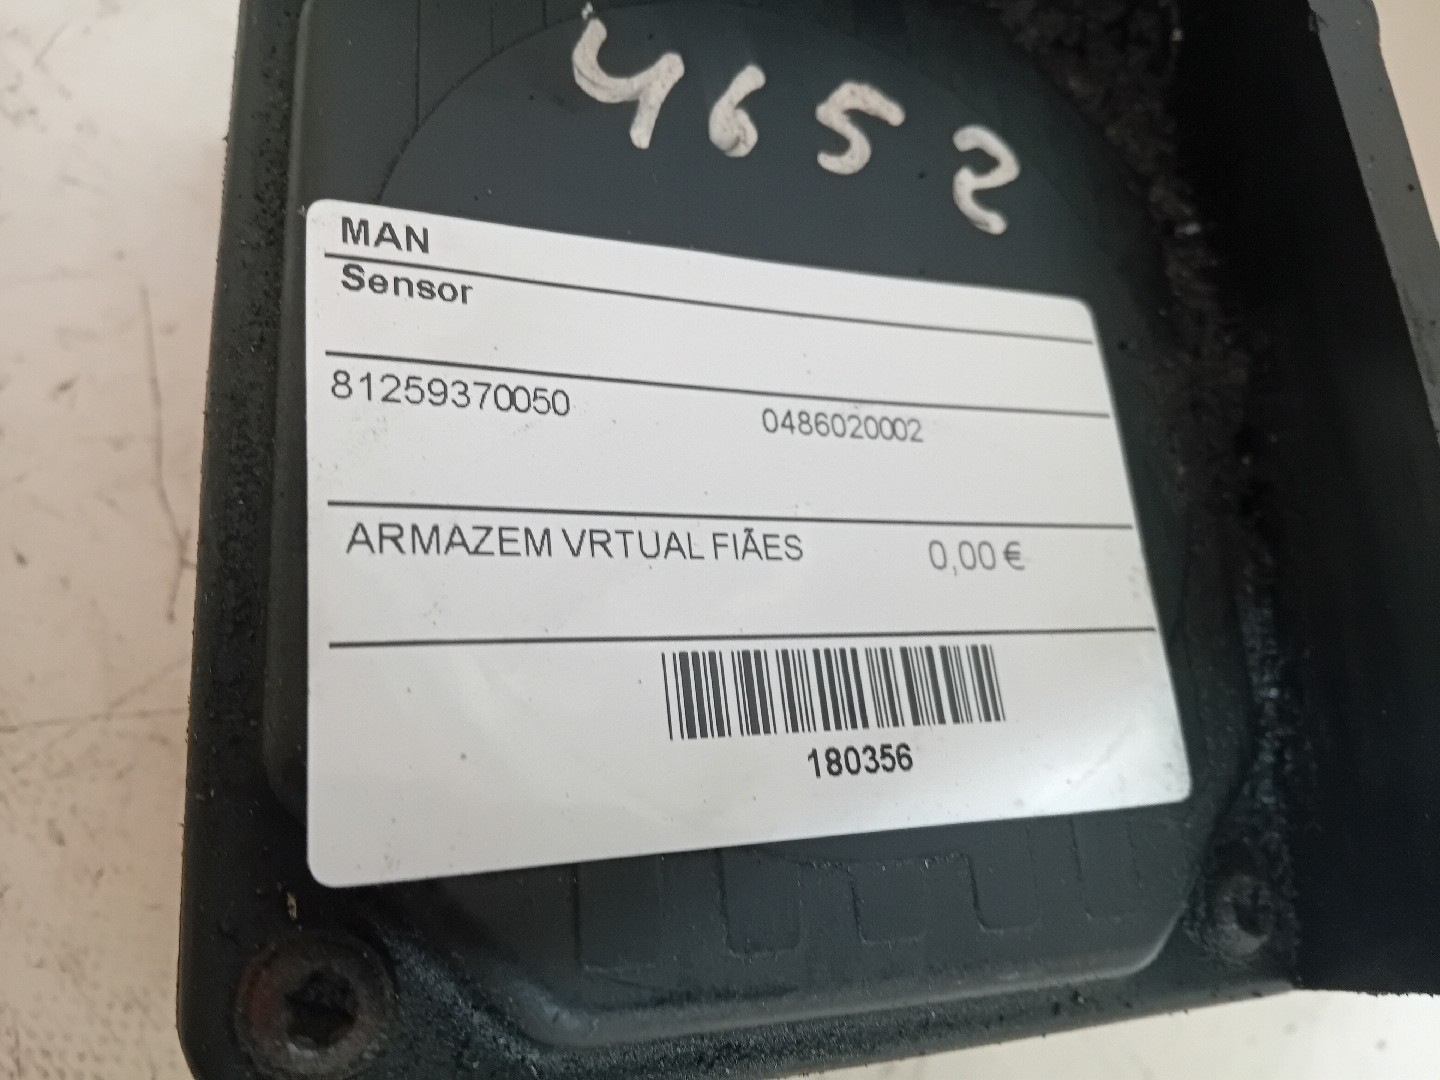 4652
MAN
Sensor
81259370050 0486020002
ARMAZEM VRTUAL FIÃES 0,00 €
180356